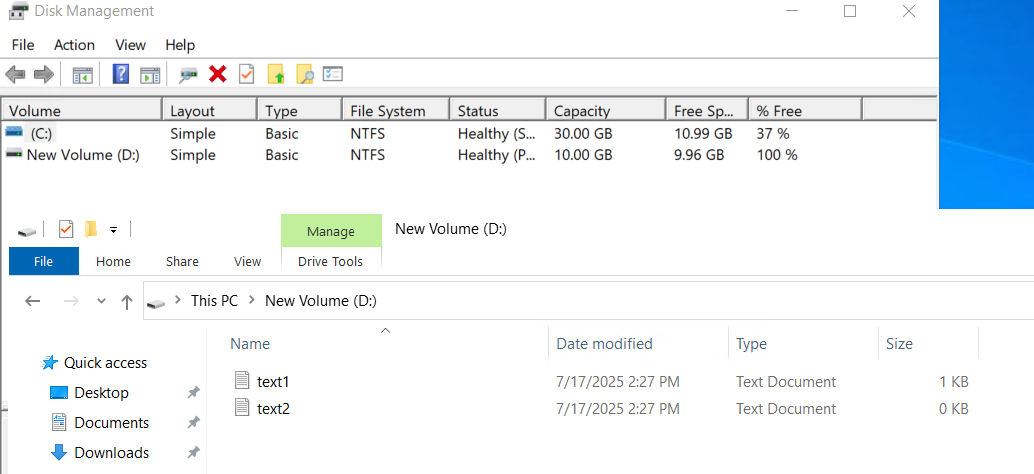 Disk Management
File Action View Help
Volume Layout Type File System Status Capacity Free Sp... % Free
(C:) Simple Basic NTFS Healthy (S... 30.00 GB 10.99 GB 37 %
New Volume (D:) Simple Basic NTFS Healthy (P... 10.00 GB 9.96 GB 100 %
Manage New Volume (D:)
File Home Share View Drive Tools
This PC New Volume (D:)
Name Date modified Type Size
Quick access
text1 7/17/2025 2:27 PM Text Document 1 KB
Desktop
text2 7/17/2025 2:27 PM Text Document 0 KB
Documents
Downloads